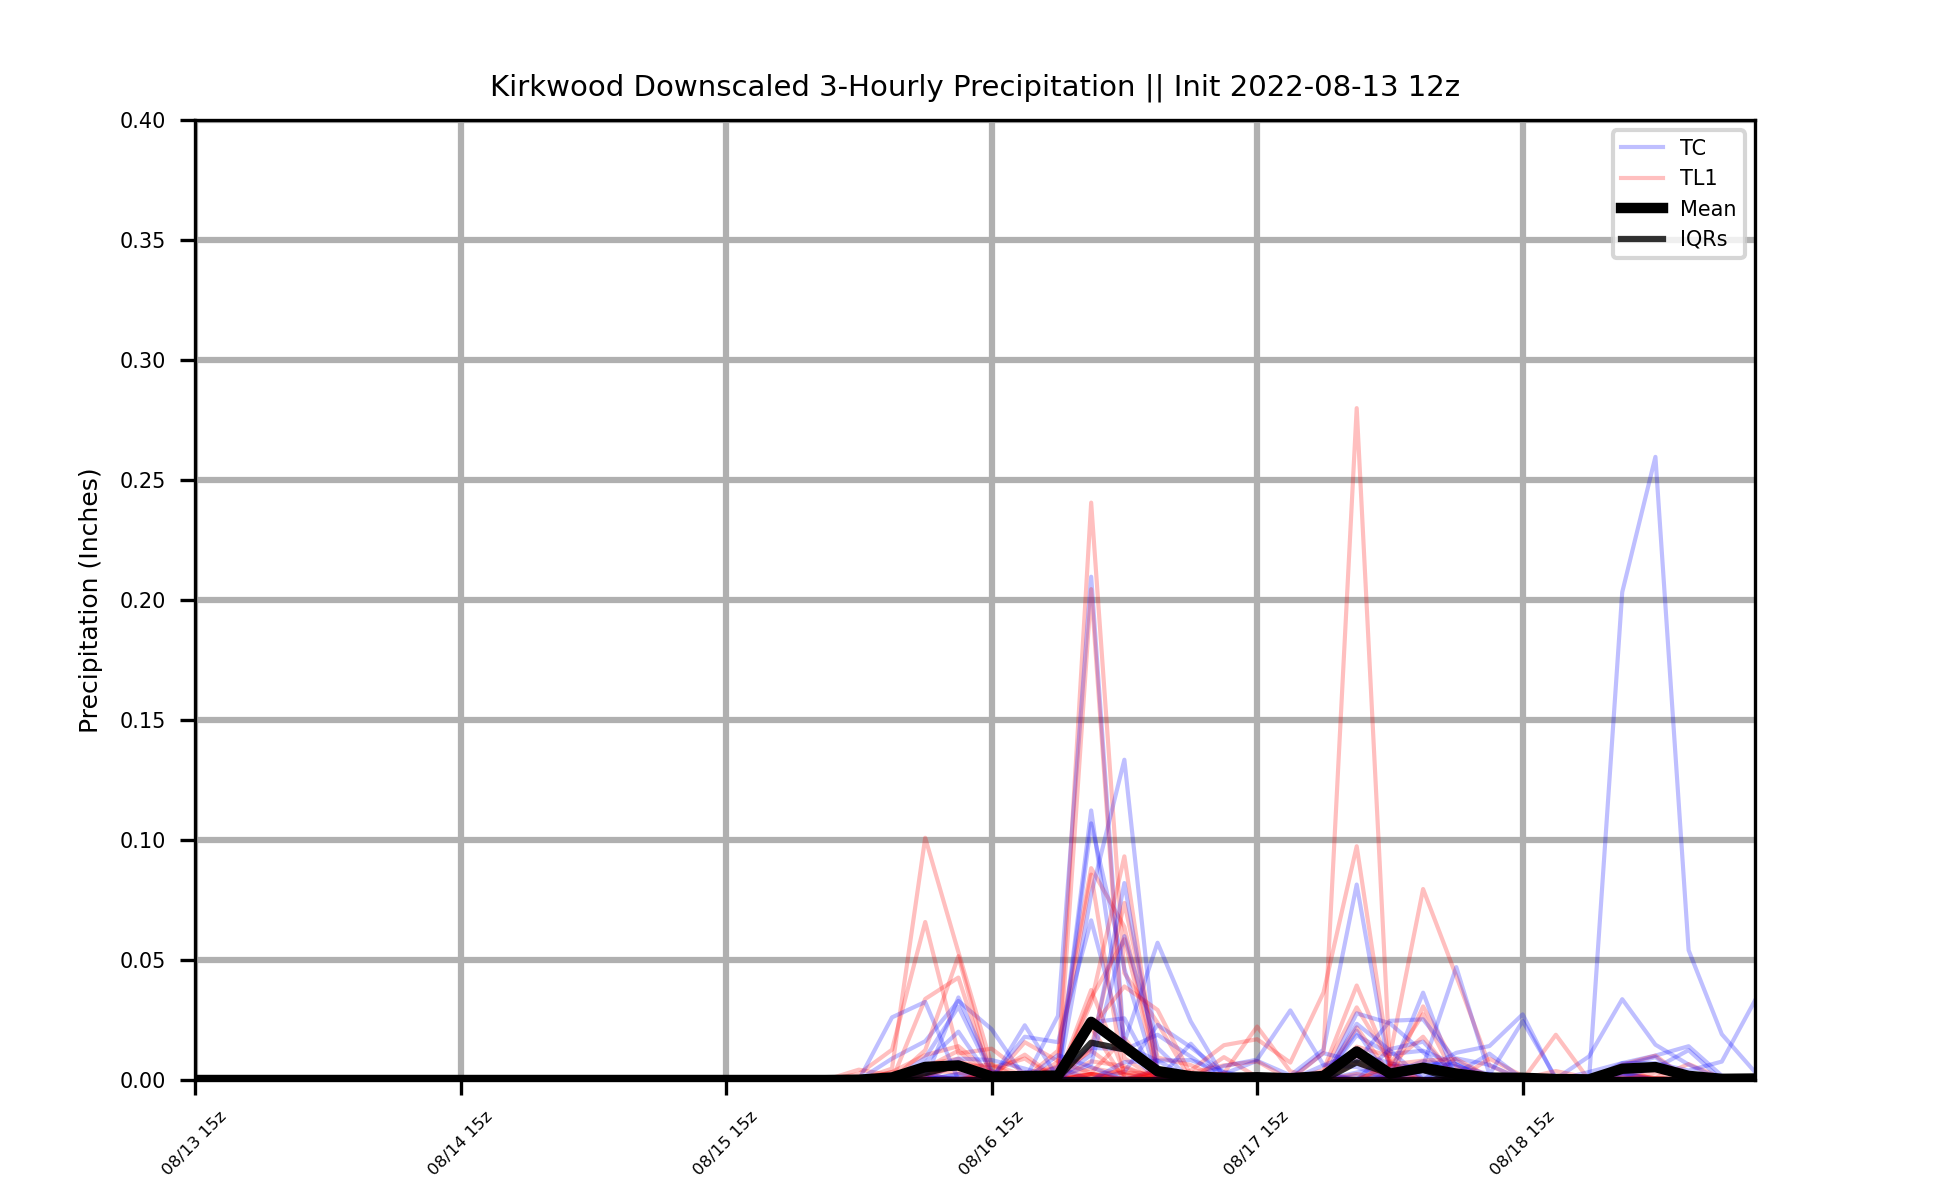 Kirkwood Downscaled 3-Hourly Precipitation || Init 2022-08-13 12z
TC
TL1
Mean
IQRs
Precipitation (Inches)
0.40
0.35
0.30
0.25
0.20
0.15
0.10
0.05
0.00
08/13 15z
08/14 15z
08/15 15z
08/16 15z
08/17 15z
08/18 15z